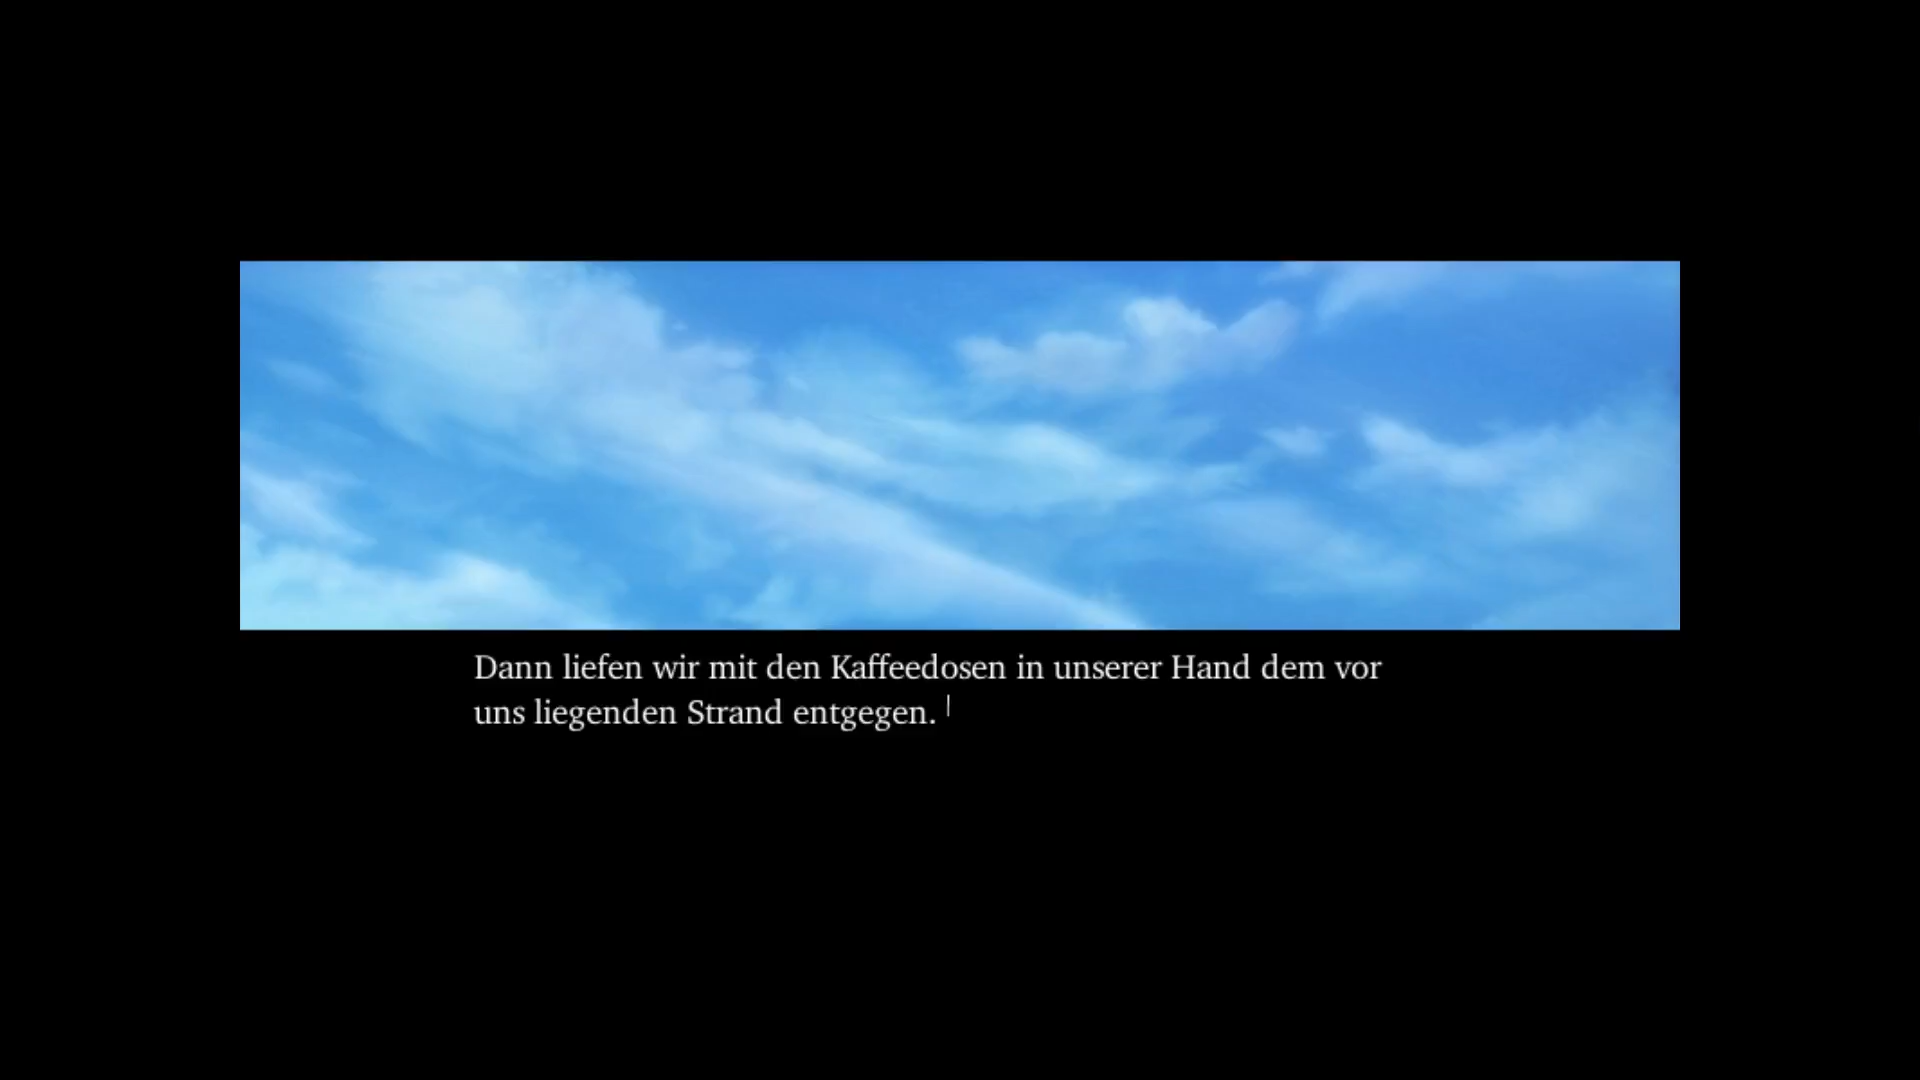 Dann liefen wir mit den Kaffeedosen in unserer Hand dem vor
uns liegenden Strand entgegen.